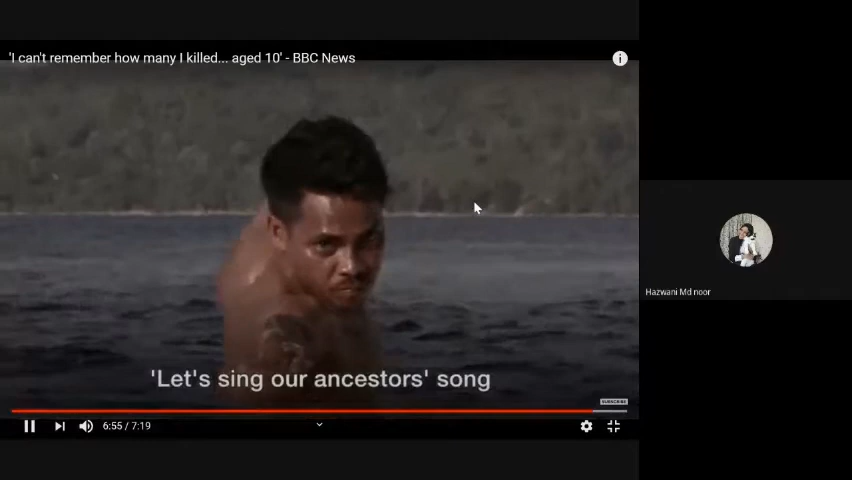 'I can't remember how many I killed... aged 10' - BBC News
'Let's sing our ancestors' song
SUBSCRIBE
6:55 / 7:19
Hazwani Md noor